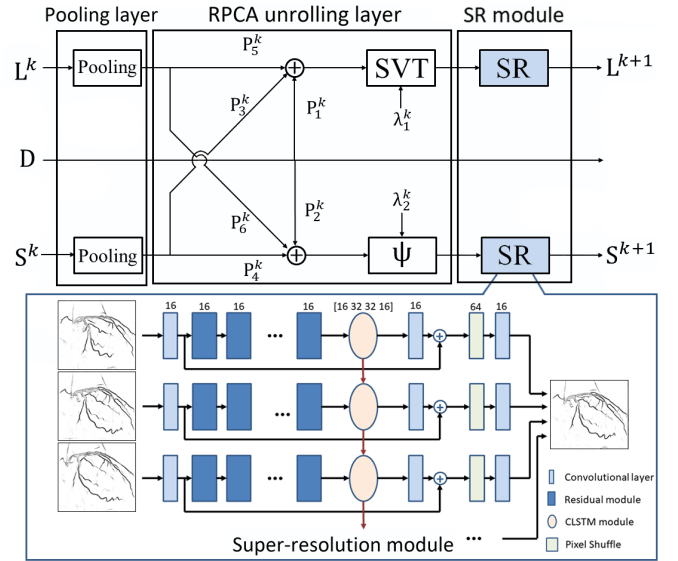 Pooling layer RPCA unrolling layer SR module
L^k Pooling P_5^k SVT SR L^{k+1}
P_3^k P_1^k λ_1^k
D
P_6^k P_2^k λ_2^k
S^k Pooling P_4^k Ψ SR S^{k+1}
16 16 16 16 [16 32 32 16] 16 64 16
...
...
...
Convolutional layer
Residual module
CLSTM module
Pixel Shuffle
Super-resolution module ...